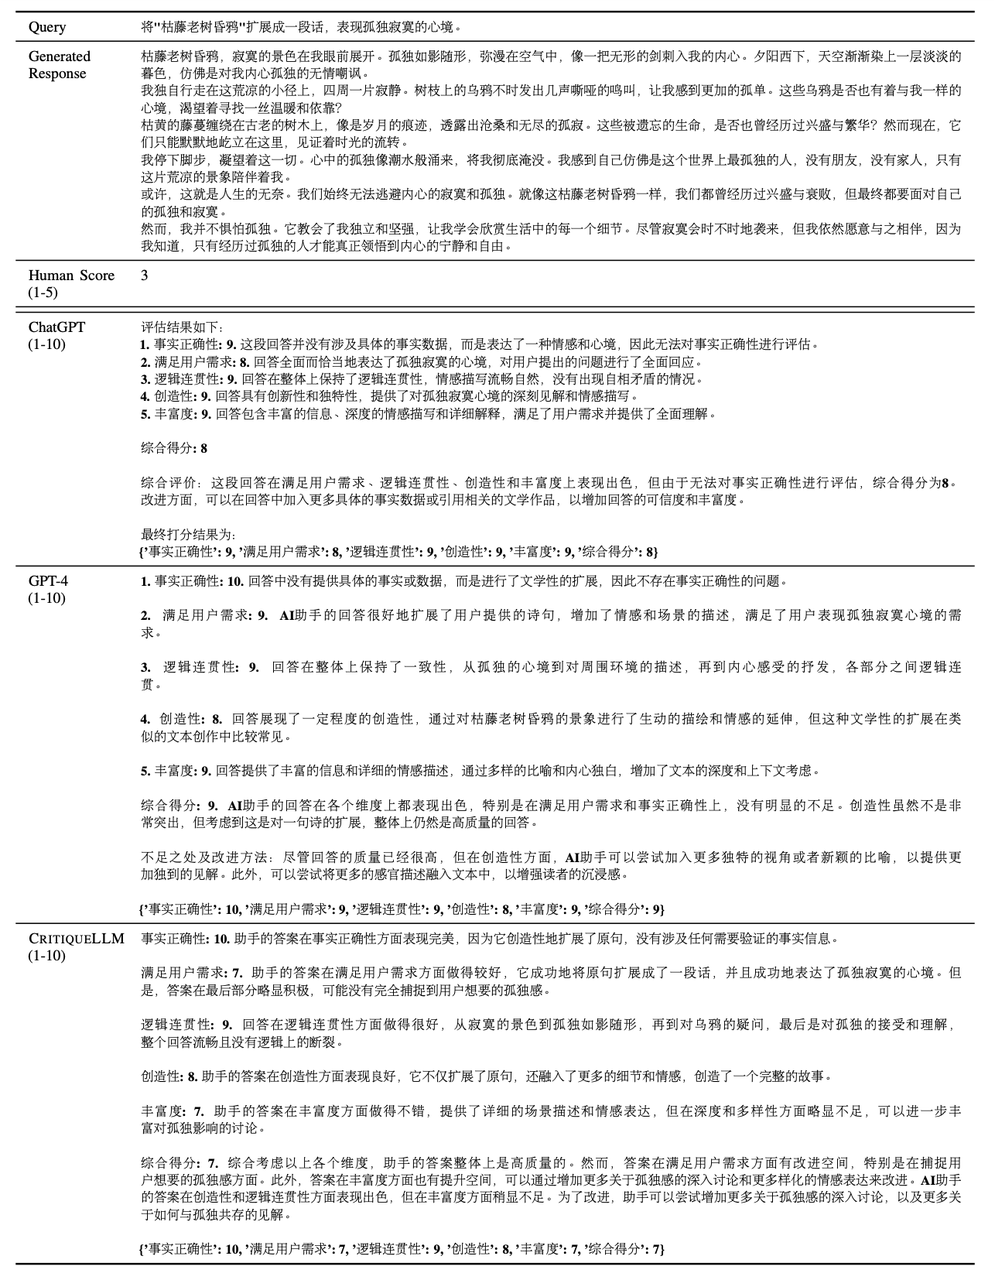 Query
将"枯藤老树昏鸦"扩展成一段话，表现孤独寂寞的心境。
Generated
Response
枯藤老树昏鸦，寂寞的景色在我眼前展开。孤独如影随形，弥漫在空气中，像一把无形的剑刺入我的内心。夕阳西下，天空渐渐染上一层淡淡的
暮色，仿佛是对我内心孤独的无情嘲讽。
我独自行走在这荒凉的小径上，四周一片寂静。树枝上的乌鸦不时发出几声嘶哑的鸣叫，让我感到更加的孤单。这些乌鸦是否也有着与我一样的
心境，渴望着寻找一丝温暖和依靠？
枯黄的藤蔓缠绕在古老的树木上，像是岁月的痕迹，透露出沧桑和无尽的孤寂。这些被遗忘的生命，是否也曾经历过兴盛与繁华？然而现在，它
们只能默默地屹立在这里，见证着时光的流转。
我停下脚步，凝望着这一切。心中的孤独像潮水般涌来，将我彻底淹没。我感到自己仿佛是这个世界上最孤独的人，没有朋友，没有家人，只有
这片荒凉的景象陪伴着我。
或许，这就是人生的无奈。我们始终无法逃避内心的寂寞和孤独。就像这枯藤老树昏鸦一样，我们都曾经历过兴盛与衰败，但最终都要面对自己
的孤独和寂寞。
然而，我并不惧怕孤独。它教会了我独立和坚强，让我学会欣赏生活中的每一个细节。尽管寂寞会时不时地袭来，但我依然愿意与之相伴，因为
我知道，只有经历过孤独的人才能真正领悟到内心的宁静和自由。
Human Score
(1-5)
3
ChatGPT
(1-10)
评估结果如下：
1. 事实正确性: 9. 这段回答并没有涉及具体的事实数据，而是表达了一种情感和心境，因此无法对事实正确性进行评估。
2. 满足用户需求: 8. 回答全面而恰当地表达了孤独寂寞的心境，对用户提出的问题进行了全面回应。
3. 逻辑连贯性: 9. 回答在整体上保持了逻辑连贯性，情感描写流畅自然，没有出现自相矛盾的情况。
4. 创造性: 9. 回答具有创新性和独特性，提供了对孤独寂寞心境的深刻见解和情感描写。
5. 丰富度: 9. 回答包含丰富的信息、深度的情感描写和详细解释，满足了用户需求并提供了全面理解。
综合得分: 8
综合评价：这段回答在满足用户需求、逻辑连贯性、创造性和丰富度上表现出色，但由于无法对事实正确性进行评估，综合得分为8。
改进方面，可以在回答中加入更多具体的事实数据或引用相关的文学作品，以增加回答的可信度和丰富度。
最终打分结果为：
{'事实正确性': 9, '满足用户需求': 8, '逻辑连贯性': 9, '创造性': 9, '丰富度': 9, '综合得分': 8}
GPT-4
(1-10)
1. 事实正确性: 10. 回答中没有提供具体的事实或数据，而是进行了文学性的扩展，因此不存在事实正确性的问题。
2. 满足用户需求: 9. AI助手的回答很好地扩展了用户提供的诗句，增加了情感和场景的描述，满足了用户表现孤独寂寞心境的需
求。
3. 逻辑连贯性: 9. 回答在整体上保持了一致性，从孤独的心境到对周围环境的描述，再到内心感受的抒发，各部分之间逻辑连
贯。
4. 创造性: 8. 回答展现了一定程度的创造性，通过对枯藤老树昏鸦的景象进行了生动的描绘和情感的延伸，但这种文学性的扩展在类
似的文本创作中比较常见。
5. 丰富度: 9. 回答提供了丰富的信息和详细的情感描述，通过多样的比喻和内心独白，增加了文本的深度和上下文考虑。
综合得分: 9. AI助手的回答在各个维度上都表现出色，特别是在满足用户需求和事实正确性上，没有明显的不足。创造性虽然不是非
常突出，但考虑到这是对一句诗的扩展，整体上仍然是高质量的回答。
不足之处及改进方法：尽管回答的质量已经很高，但在创造性方面，AI助手可以尝试加入更多独特的视角或者新颖的比喻，以提供更
加独到的见解。此外，可以尝试将更多的感官描述融入文本中，以增强读者的沉浸感。
{'事实正确性': 10, '满足用户需求': 9, '逻辑连贯性': 9, '创造性': 8, '丰富度': 9, '综合得分': 9}
CRITIQUELLM
(1-10)
事实正确性: 10. 助手的答案在事实正确性方面表现完美，因为它创造性地扩展了原句，没有涉及任何需要验证的事实信息。
满足用户需求: 7. 助手的答案在满足用户需求方面做得较好，它成功地将原句扩展成了一段话，并且成功地表达了孤独寂寞的心境。但
是，答案在最后部分略显积极，可能没有完全捕捉到用户想要的孤独感。
逻辑连贯性: 9. 回答在逻辑连贯性方面做得很好，从寂寞的景色到孤独如影随形，再到对乌鸦的疑问，最后是对孤独的接受和理解，
整个回答流畅且没有逻辑上的断裂。
创造性: 8. 助手的答案在创造性方面表现良好，它不仅扩展了原句，还融入了更多的细节和情感，创造了一个完整的故事。
丰富度: 7. 助手的答案在丰富度方面做得不错，提供了详细的场景描述和情感表达，但在深度和多样性方面略显不足，可以进一步丰
富对孤独影响的讨论。
综合得分: 7. 综合考虑以上各个维度，助手的答案整体上是高质量的。然而，答案在满足用户需求方面有改进空间，特别是在捕捉用
户想要的孤独感方面。此外，答案在丰富度方面也有提升空间，可以通过增加更多关于孤独感的深入讨论和更多样化的情感表达来改进。AI助手
的答案在创造性和逻辑连贯性方面表现出色，但在丰富度方面稍显不足。为了改进，助手可以尝试增加更多关于孤独感的深入讨论，以及更多关
于如何与孤独共存的见解。
{'事实正确性': 10, '满足用户需求': 7, '逻辑连贯性': 9, '创造性': 8, '丰富度': 7, '综合得分': 7}